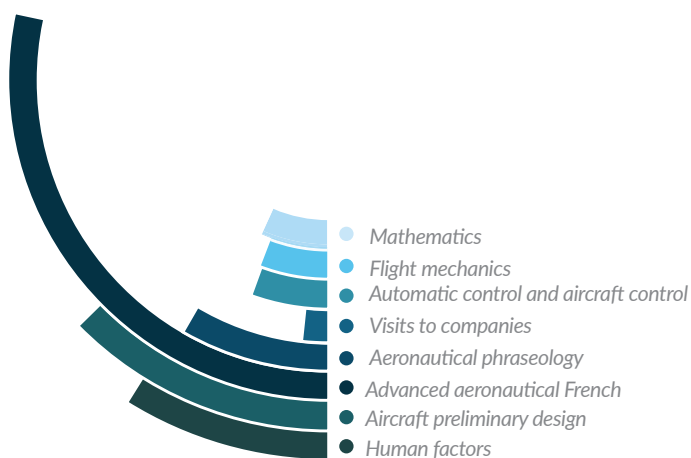 Mathematics
Flight mechanics
Automatic control and aircraft control
Visits to companies
Aeronautical phraseology
Advanced aeronautical French
Aircraft preliminary design
Human factors